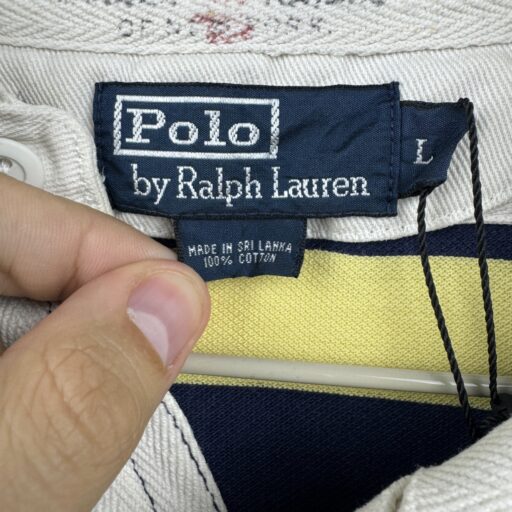 Polo
by Ralph Lauren
L
MADE IN SRI LANKA
100% COTTON